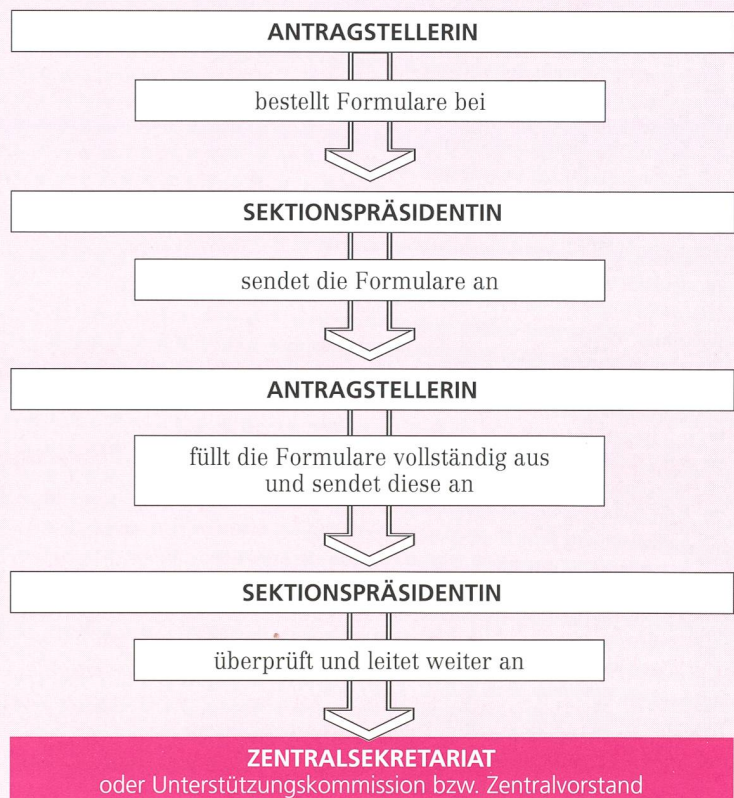 ANTRAGSTELLERIN
bestellt Formulare bei
SEKTIONSPRÄSIDENTIN
sendet die Formulare an
ANTRAGSTELLERIN
füllt die Formulare vollständig aus
und sendet diese an
SEKTIONSPRÄSIDENTIN
überprüft und leitet weiter an
ZENTRALSEKRETARIAT
oder Unterstützungskommission bzw. Zentralvorstand